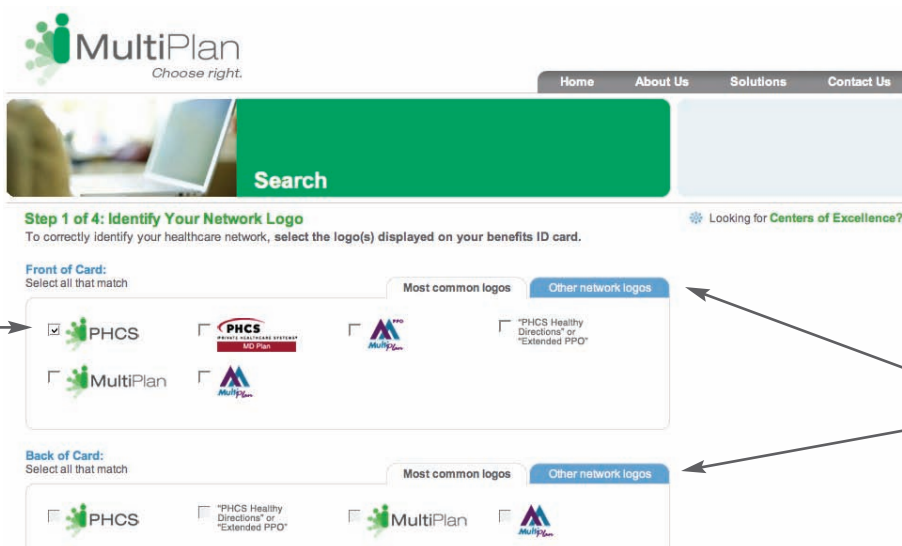 MultiPlan
Choose right.
Home About Us Solutions Contact Us
Search
Step 1 of 4: Identify Your Network Logo
Looking for Centers of Excellence?
To correctly identify your healthcare network, select the logo(s) displayed on your benefits ID card.
Front of Card:
Select all that match
Most common logos Other network logos
PHCS
PHCS
PRIVATE HEALTHCARE SYSTEMS
MD Plan
PPO
MultiPlan
"PHCS Healthy
Directions" or
"Extended PPO"
MultiPlan
MultiPlan
Back of Card:
Select all that match
Most common logos Other network logos
PHCS
"PHCS Healthy
Directions" or
"Extended PPO"
MultiPlan
MultiPlan